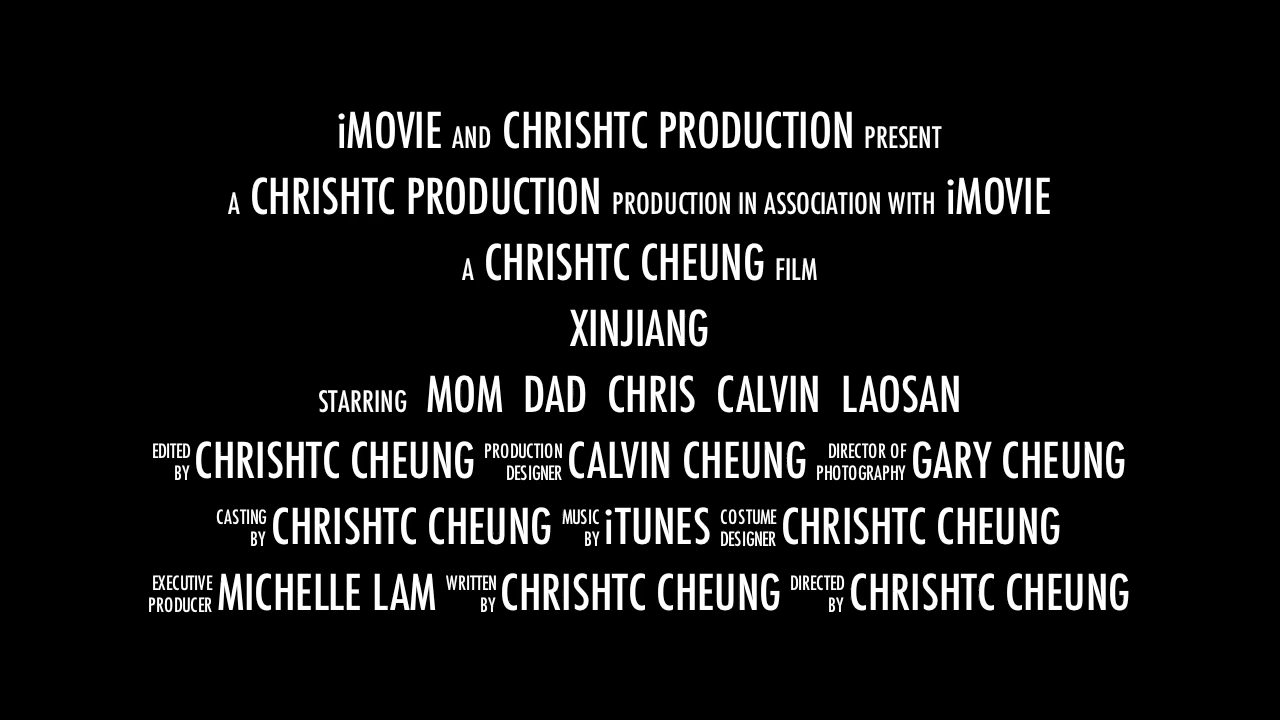 iMOVIE AND CHRISHTC PRODUCTION PRESENT
A CHRISHTC PRODUCTION PRODUCTION IN ASSOCIATION WITH iMOVIE
A CHRISHTC CHEUNG FILM
XINJIANG
STARRING MOM DAD CHRIS CALVIN LAOSAN
EDITED BY CHRISHTC CHEUNG PRODUCTION DESIGNER CALVIN CHEUNG DIRECTOR OF PHOTOGRAPHY GARY CHEUNG
CASTING BY CHRISHTC CHEUNG MUSIC BY iTUNES COSTUME DESIGNER CHRISHTC CHEUNG
EXECUTIVE PRODUCER MICHELLE LAM WRITTEN BY CHRISHTC CHEUNG DIRECTED BY CHRISHTC CHEUNG